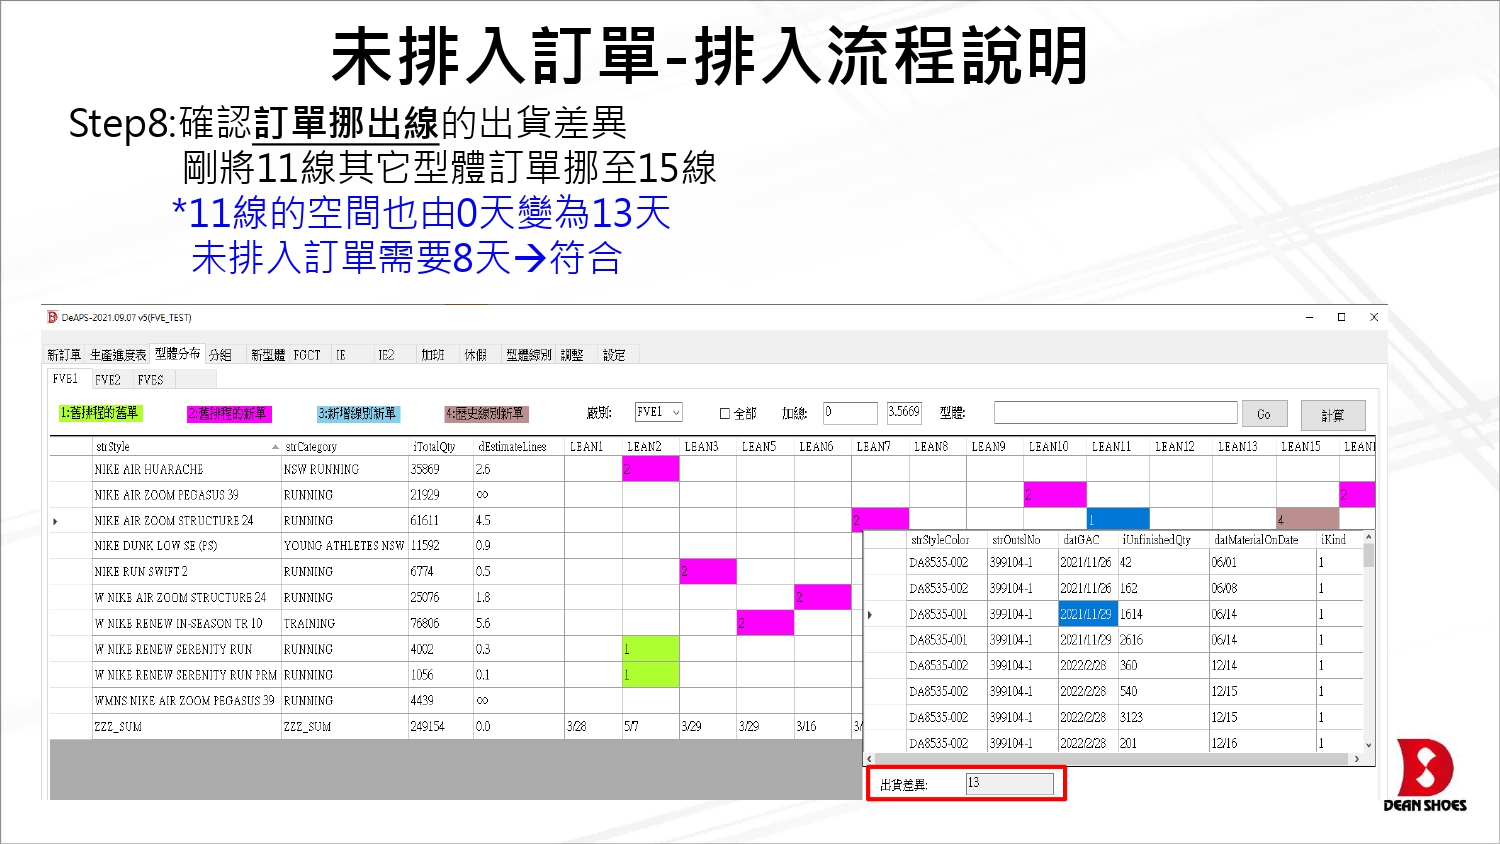 未排入訂單-排入流程說明
Step8:確認訂單挪出線的出貨差異
剛將11線其它型體訂單挪至15線
*11線的空間也由0天變為13天
未排入訂單需要8天→符合
DeAPS-2021.09.07 v5(FVE_TEST)
新訂單 生產進度表 型體分布 分組 新型體 FGCT IE IE2 加班 休假 型體線別 調整 設定
FVE1 FVE2 FVES
1:舊排程的舊單 2:舊排程的新單 3:新增線別新單 4:歷史線別新單 廠別: FVE1 全部 加總: 0 3.5669 型體: Go 計算
strStyle strCategory iTotalQty dEstimateLines LEAN1 LEAN2 LEAN3 LEAN5 LEAN6 LEAN7 LEAN8 LEAN9 LEAN10 LEAN11 LEAN12 LEAN13 LEAN15 LEAN1
NIKE AIR HUARACHE NSW RUNNING 35869 2.6 2
NIKE AIR ZOOM PEGASUS 39 RUNNING 21929 ∞ 2 2
NIKE AIR ZOOM STRUCTURE 24 RUNNING 61611 4.5 2 1 4
NIKE DUNK LOW SE (PS) YOUNG ATHLETES NSW 11592 0.9
NIKE RUN SWIFT 2 RUNNING 6774 0.5 2
W NIKE AIR ZOOM STRUCTURE 24 RUNNING 25076 1.8 2
W NIKE RENEW IN-SEASON TR 10 TRAINING 76806 5.6 2
W NIKE RENEW SERENITY RUN RUNNING 4002 0.3 1
W NIKE RENEW SERENITY RUN PRM RUNNING 1056 0.1 1
WMNS NIKE AIR ZOOM PEGASUS 39 RUNNING 4439 ∞
ZZZ_SUM ZZZ_SUM 249154 0.0 3/28 5/7 3/29 3/29 3/16 3/
strStyleColor strOutslNo datGAC iUnfinishedQty datMaterialOnDate iKind
DA8535-002 399104-1 2021/11/26 42 06/01 1
DA8535-002 399104-1 2021/11/26 162 06/08 1
DA8535-001 399104-1 2021/11/29 1614 06/14 1
DA8535-001 399104-1 2021/11/29 2616 06/14 1
DA8535-002 399104-1 2022/2/28 360 12/14 1
DA8535-002 399104-1 2022/2/28 540 12/15 1
DA8535-002 399104-1 2022/2/28 3123 12/15 1
DA8535-002 399104-1 2022/2/28 201 12/16 1
出貨差異: 13
DEAN SHOES